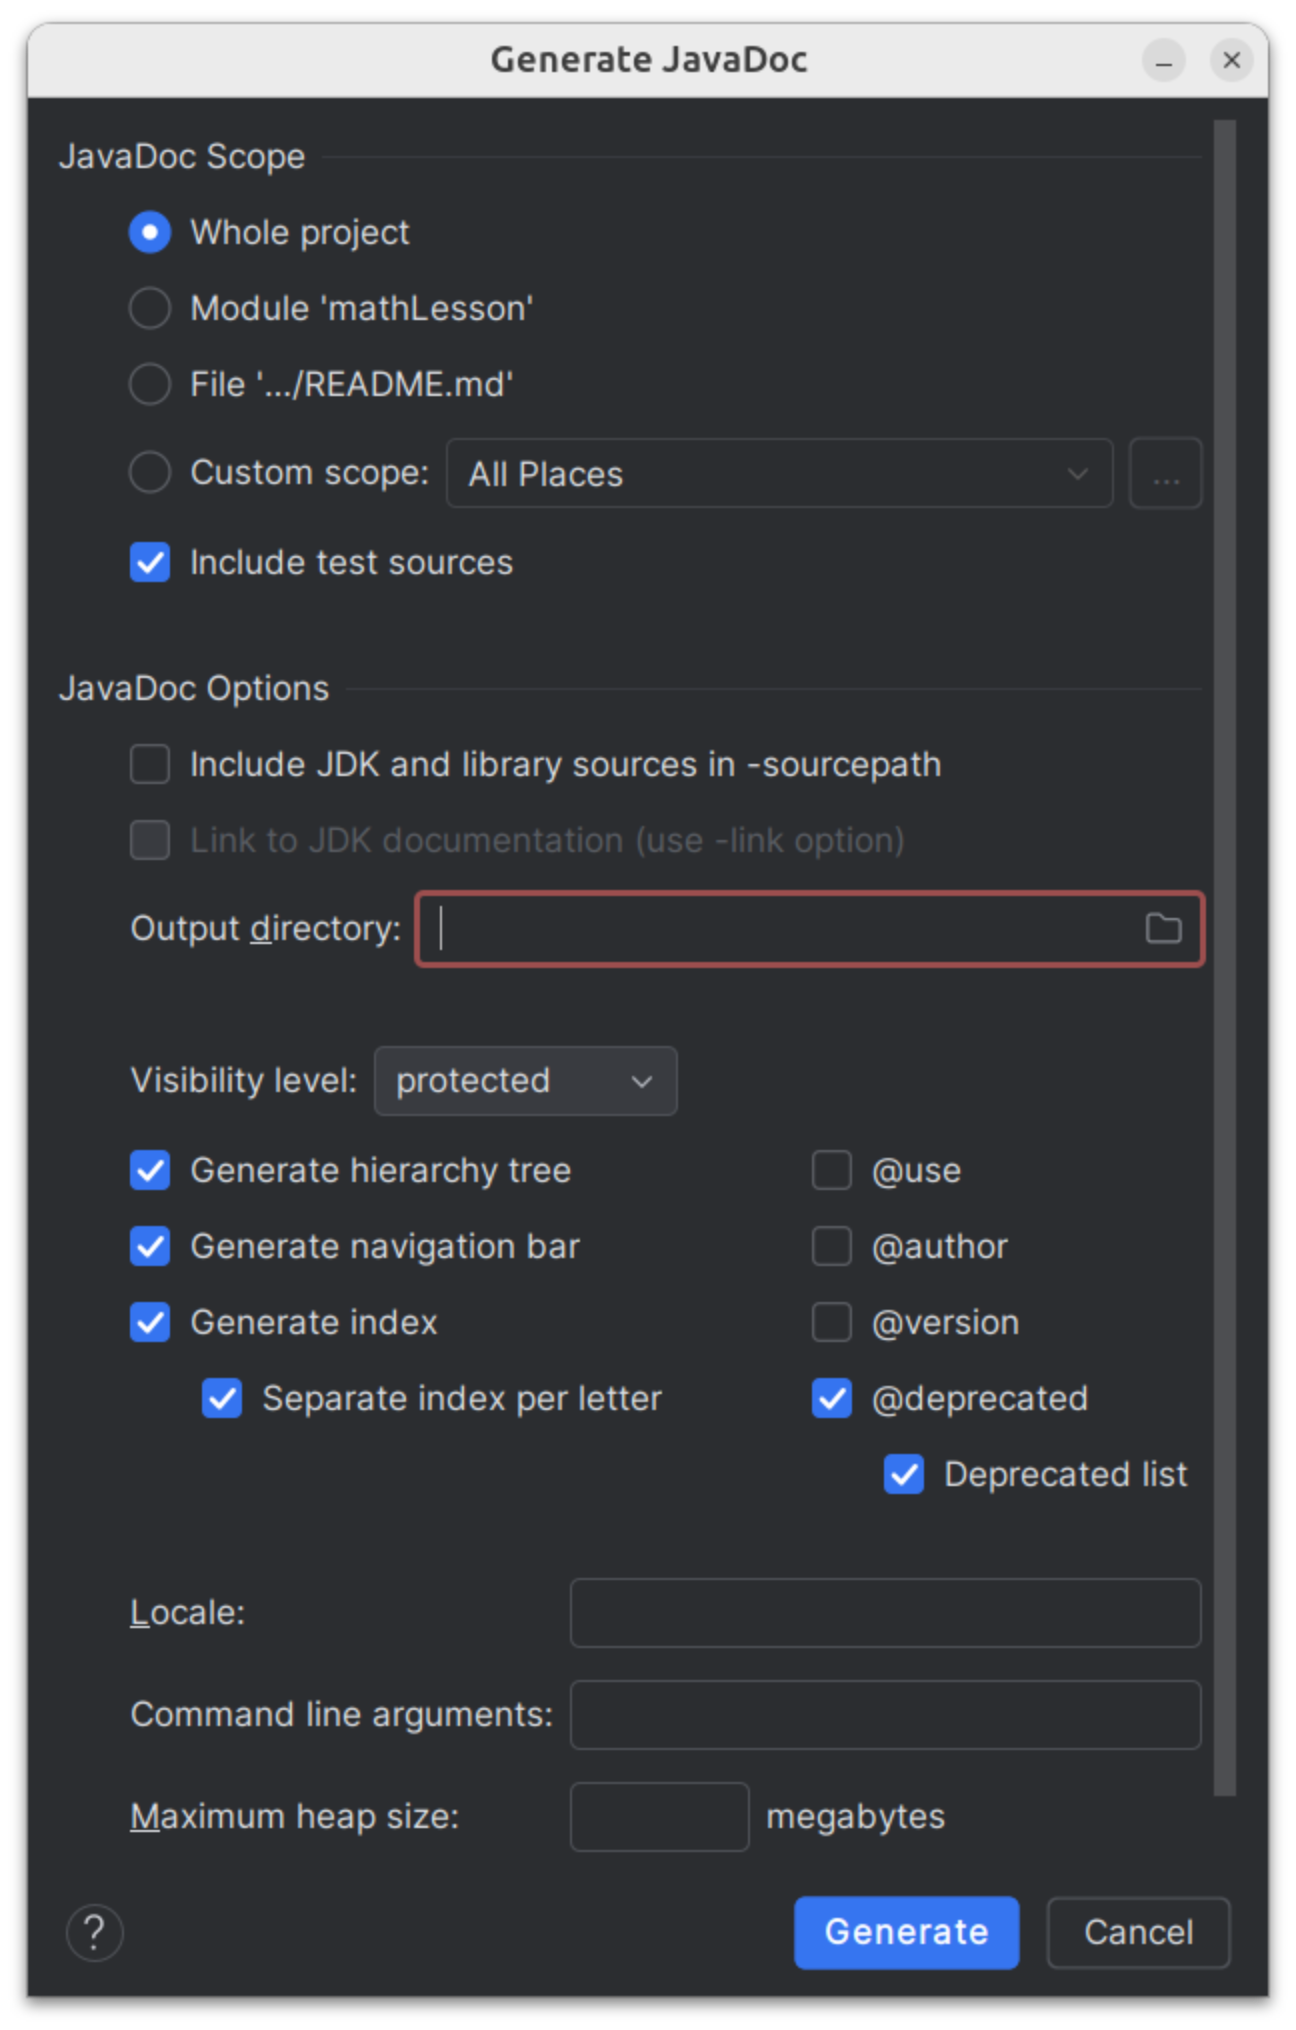 Generate JavaDoc
JavaDoc Scope
Whole project
Module 'mathLesson'
File '.../README.md'
Custom scope: All Places ...
Include test sources
JavaDoc Options
Include JDK and library sources in -sourcepath
Link to JDK documentation (use -link option)
Output directory:
Visibility level: protected
Generate hierarchy tree @use
Generate navigation bar @author
Generate index @version
Separate index per letter @deprecated
Deprecated list
Locale:
Command line arguments:
Maximum heap size: megabytes
? Generate Cancel